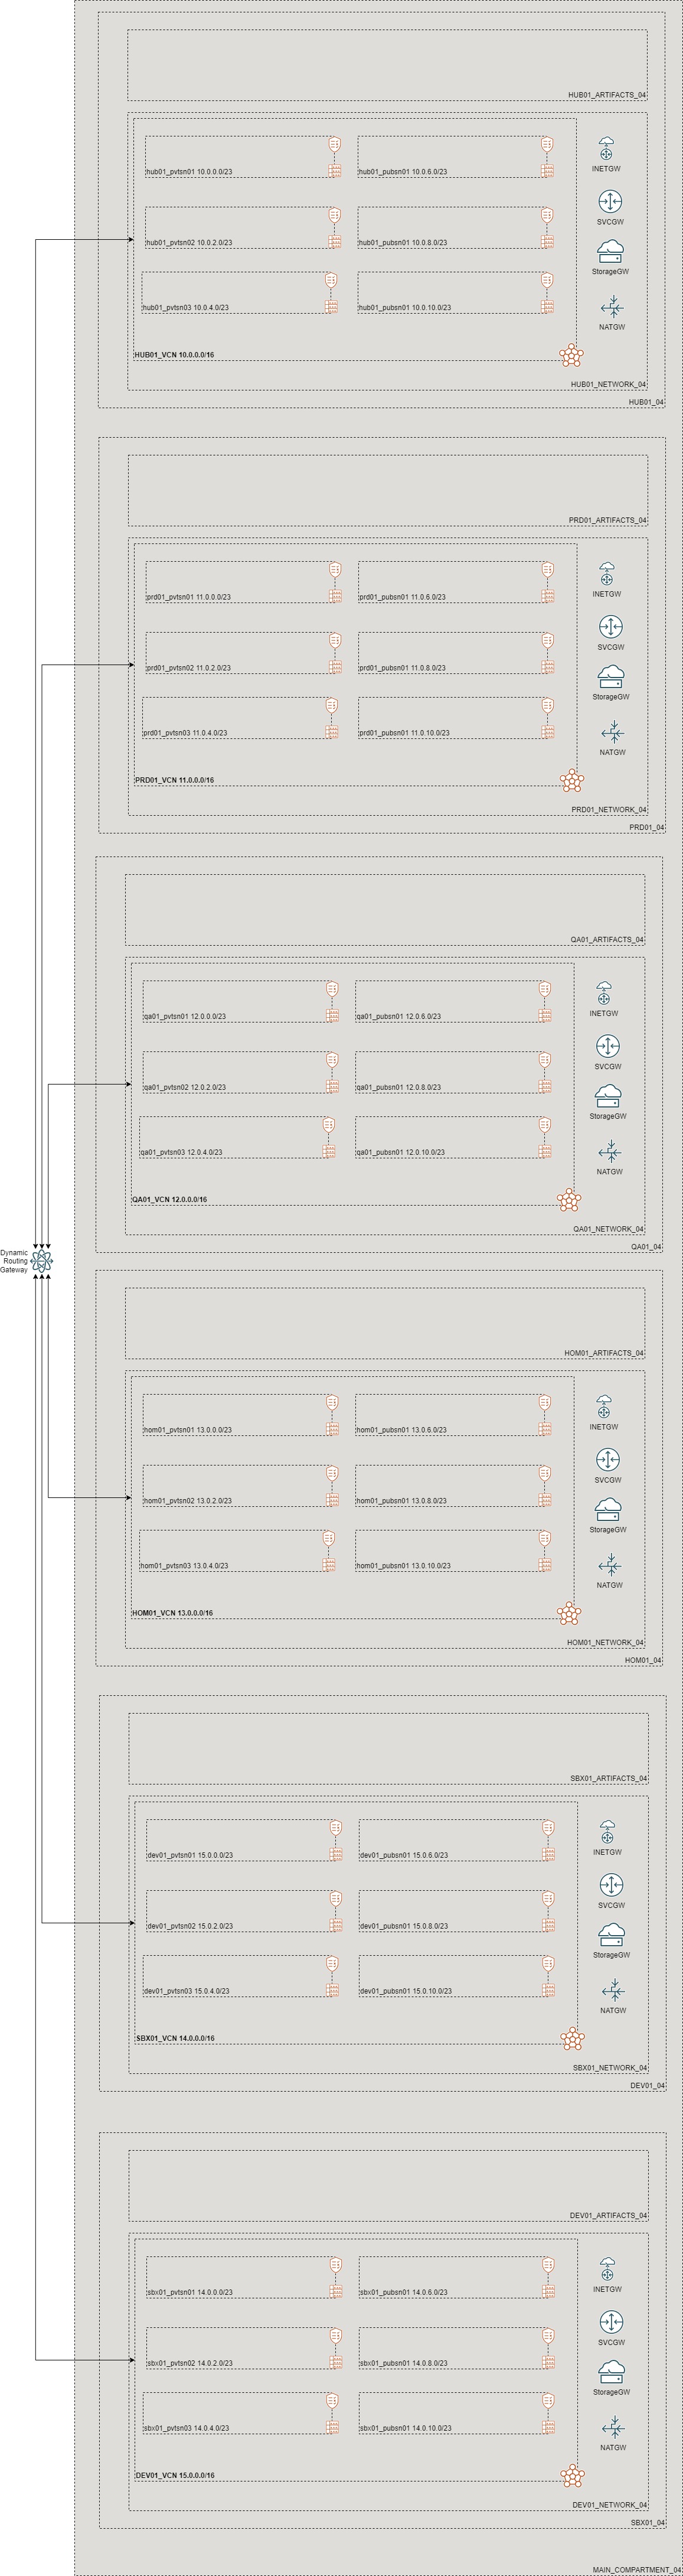 HUB01_ARTIFACTS_04
hub01_pvtsn01 10.0.0.0/23
hub01_pubsn01 10.0.6.0/23
INETGW
SVCGW
hub01_pvtsn02 10.0.2.0/23
hub01_pubsn01 10.0.8.0/23
StorageGW
hub01_pvtsn03 10.0.4.0/23
hub01_pubsn01 10.0.10.0/23
NATGW
HUB01_VCN 10.0.0.0/16
HUB01_NETWORK_04
HUB01_04
PRD01_ARTIFACTS_04
prd01_pvtsn01 11.0.0.0/23
prd01_pubsn01 11.0.6.0/23
INETGW
SVCGW
prd01_pvtsn02 11.0.2.0/23
prd01_pubsn01 11.0.8.0/23
StorageGW
prd01_pvtsn03 11.0.4.0/23
prd01_pubsn01 11.0.10.0/23
NATGW
PRD01_VCN 11.0.0.0/16
PRD01_NETWORK_04
PRD01_04
QA01_ARTIFACTS_04
qa01_pvtsn01 12.0.0.0/23
qa01_pubsn01 12.0.6.0/23
INETGW
SVCGW
qa01_pvtsn02 12.0.2.0/23
qa01_pubsn01 12.0.8.0/23
StorageGW
qa01_pvtsn03 12.0.4.0/23
qa01_pubsn01 12.0.10.0/23
NATGW
QA01_VCN 12.0.0.0/16
QA01_NETWORK_04
QA01_04
Dynamic
Routing
Gateway
HOM01_ARTIFACTS_04
hom01_pvtsn01 13.0.0.0/23
hom01_pubsn01 13.0.6.0/23
INETGW
SVCGW
hom01_pvtsn02 13.0.2.0/23
hom01_pubsn01 13.0.8.0/23
StorageGW
hom01_pvtsn03 13.0.4.0/23
hom01_pubsn01 13.0.10.0/23
NATGW
HOM01_VCN 13.0.0.0/16
HOM01_NETWORK_04
HOM01_04
SBX01_ARTIFACTS_04
dev01_pvtsn01 15.0.0.0/23
dev01_pubsn01 15.0.6.0/23
INETGW
SVCGW
dev01_pvtsn02 15.0.2.0/23
dev01_pubsn01 15.0.8.0/23
StorageGW
dev01_pvtsn03 15.0.4.0/23
dev01_pubsn01 15.0.10.0/23
NATGW
SBX01_VCN 14.0.0.0/16
SBX01_NETWORK_04
DEV01_04
DEV01_ARTIFACTS_04
sbx01_pvtsn01 14.0.0.0/23
sbx01_pubsn01 14.0.6.0/23
INETGW
SVCGW
sbx01_pvtsn02 14.0.2.0/23
sbx01_pubsn01 14.0.8.0/23
StorageGW
sbx01_pvtsn03 14.0.4.0/23
sbx01_pubsn01 14.0.10.0/23
NATGW
DEV01_VCN 15.0.0.0/16
DEV01_NETWORK_04
SBX01_04
MAIN_COMPARTMENT_04